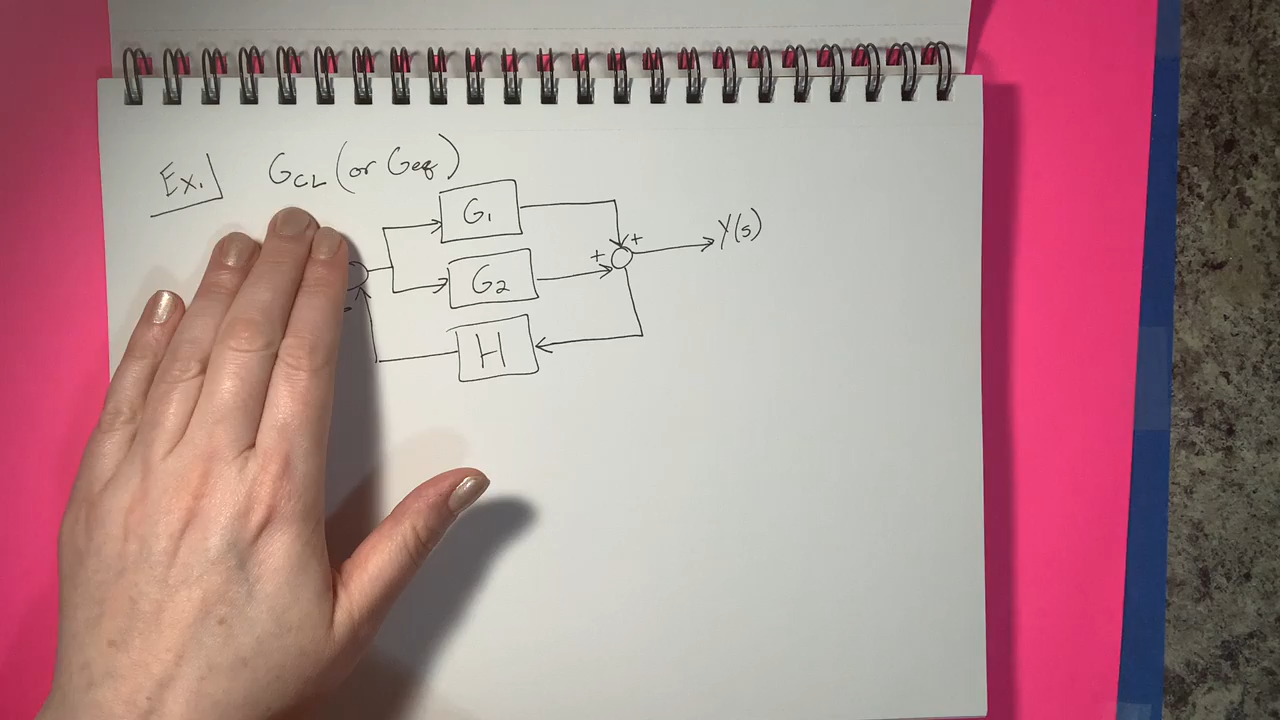 Ex. GCL (or Geq)
G1
Y(s)
+
+
G2
-
H